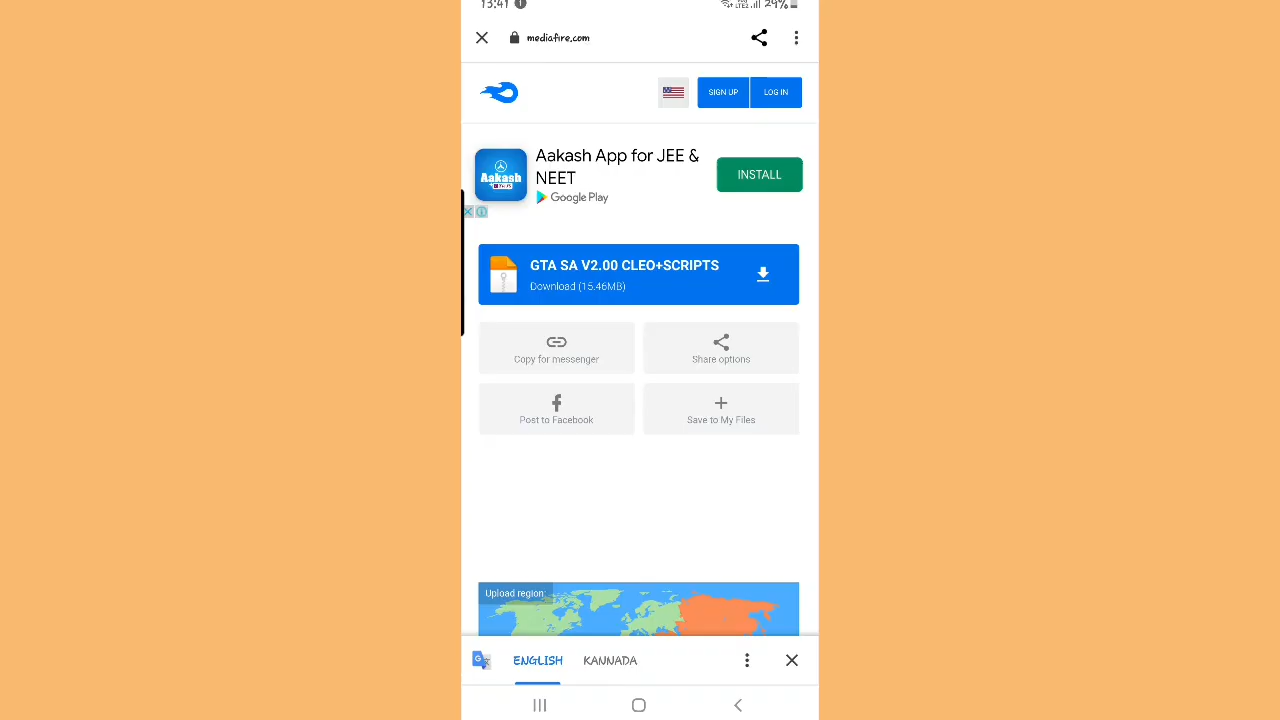 13:41
29%
mediafire.com
SIGN UP
LOG IN
Aakash App for JEE &
NEET
Google Play
INSTALL
Aakash
GTA SA V2.00 CLEO+SCRIPTS
Download (15.46MB)
Copy for messenger
Share options
Post to Facebook
Save to My Files
Upload region:
ENGLISH
KANNADA